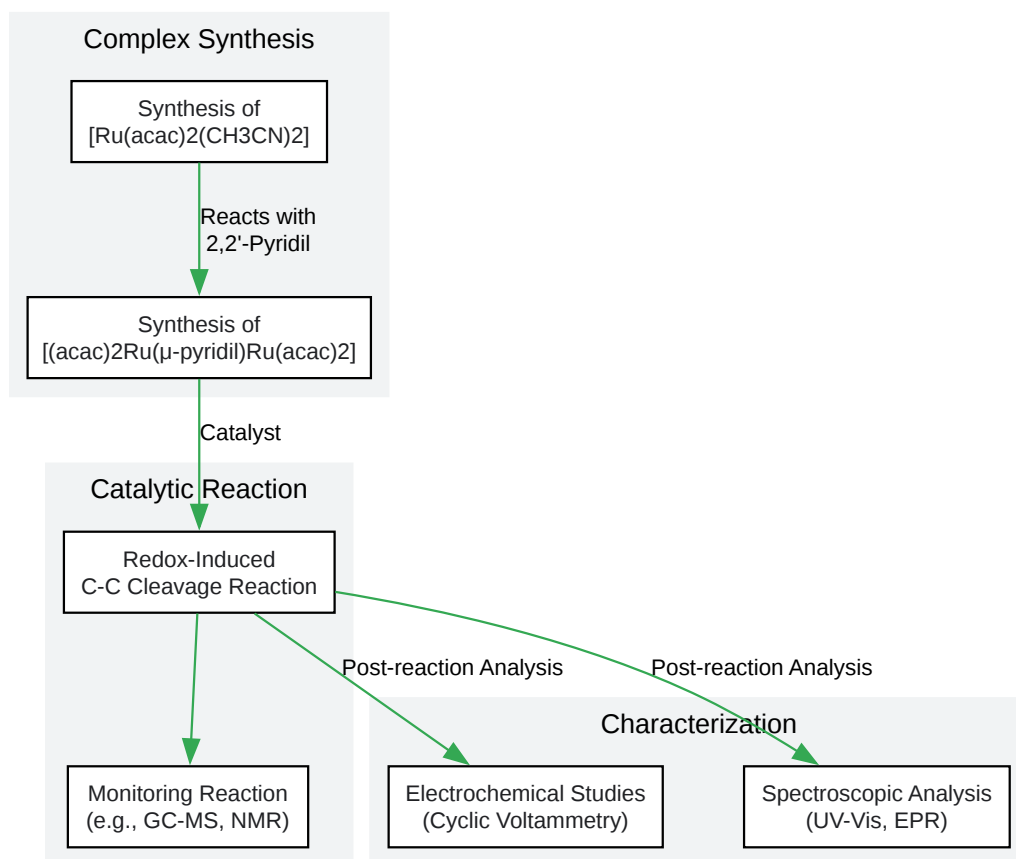 Complex Synthesis
Synthesis of
[Ru(acac)2(CH3CN)2]
Reacts with
2,2'-Pyridil
Synthesis of
[(acac)2Ru(μ-pyridil)Ru(acac)2]
Catalyst
Catalytic Reaction
Redox-Induced
C-C Cleavage Reaction
Post-reaction Analysis
Post-reaction Analysis
Characterization
Monitoring Reaction
(e.g., GC-MS, NMR)
Electrochemical Studies
(Cyclic Voltammetry)
Spectroscopic Analysis
(UV-Vis, EPR)